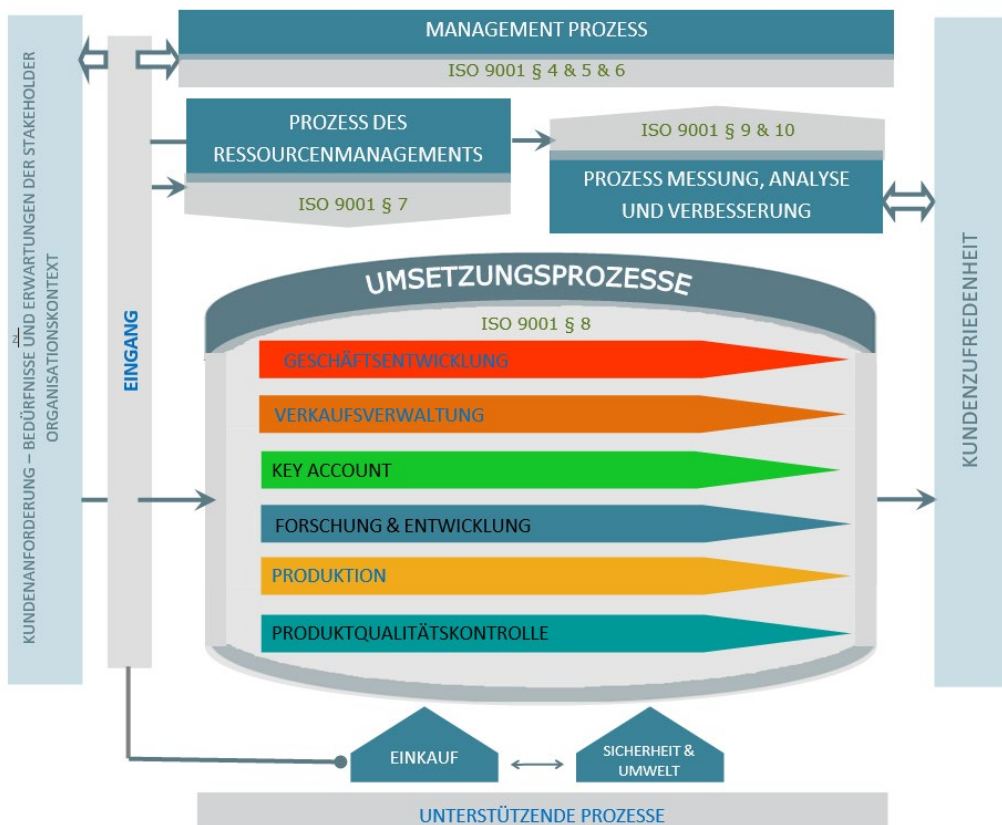 MANAGEMENT PROZESS
ISO 9001 § 4 & 5 & 6
KUNDENANFORDERUNG – BEDÜRFNISSE UND ERWARTUNGEN DER STAKEHOLDER
ORGANISATIONSKONTEXT
EINGANG
PROZESS DES
RESSOURCENMANAGEMENTS
ISO 9001 § 7
ISO 9001 § 9 & 10
PROZESS MESSUNG, ANALYSE
UND VERBESSERUNG
KUNDENZUFRIEDENHEIT
UMSETZUNGSPROZESSE
ISO 9001 § 8
GESCHÄFTSENTWICKLUNG
VERKAUFSVERWALTUNG
KEY ACCOUNT
FORSCHUNG & ENTWICKLUNG
PRODUKTION
PRODUKTQUALITÄTSKONTROLLE
EINKAUF
SICHERHEIT &
UMWELT
UNTERSTÜTZENDE PROZESSE